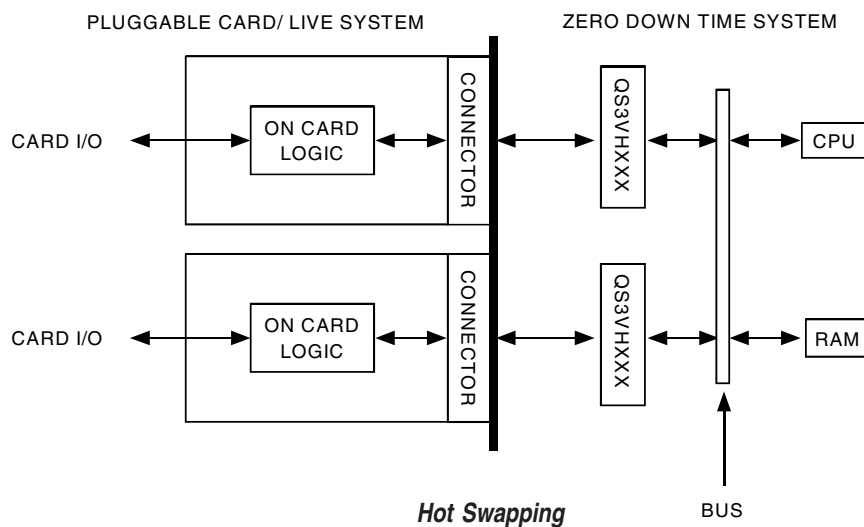 PLUGGABLE CARD/ LIVE SYSTEM
ZERO DOWN TIME SYSTEM
CARD I/O
ON CARD
LOGIC
CONNECTOR
QS3VHXXX
CPU
CARD I/O
ON CARD
LOGIC
CONNECTOR
QS3VHXXX
RAM
Hot Swapping
BUS